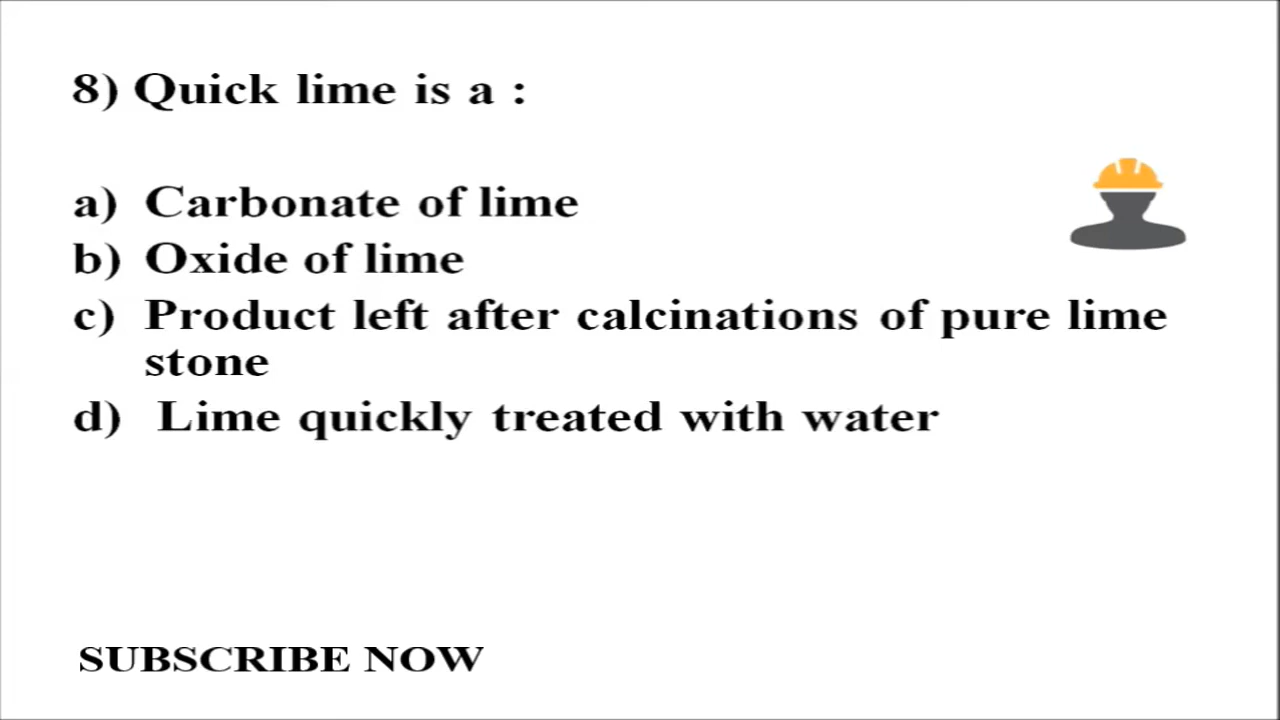 8) Quick lime is a :
a) Carbonate of lime
b) Oxide of lime
c) Product left after calcinations of pure lime
stone
d) Lime quickly treated with water
SUBSCRIBE NOW